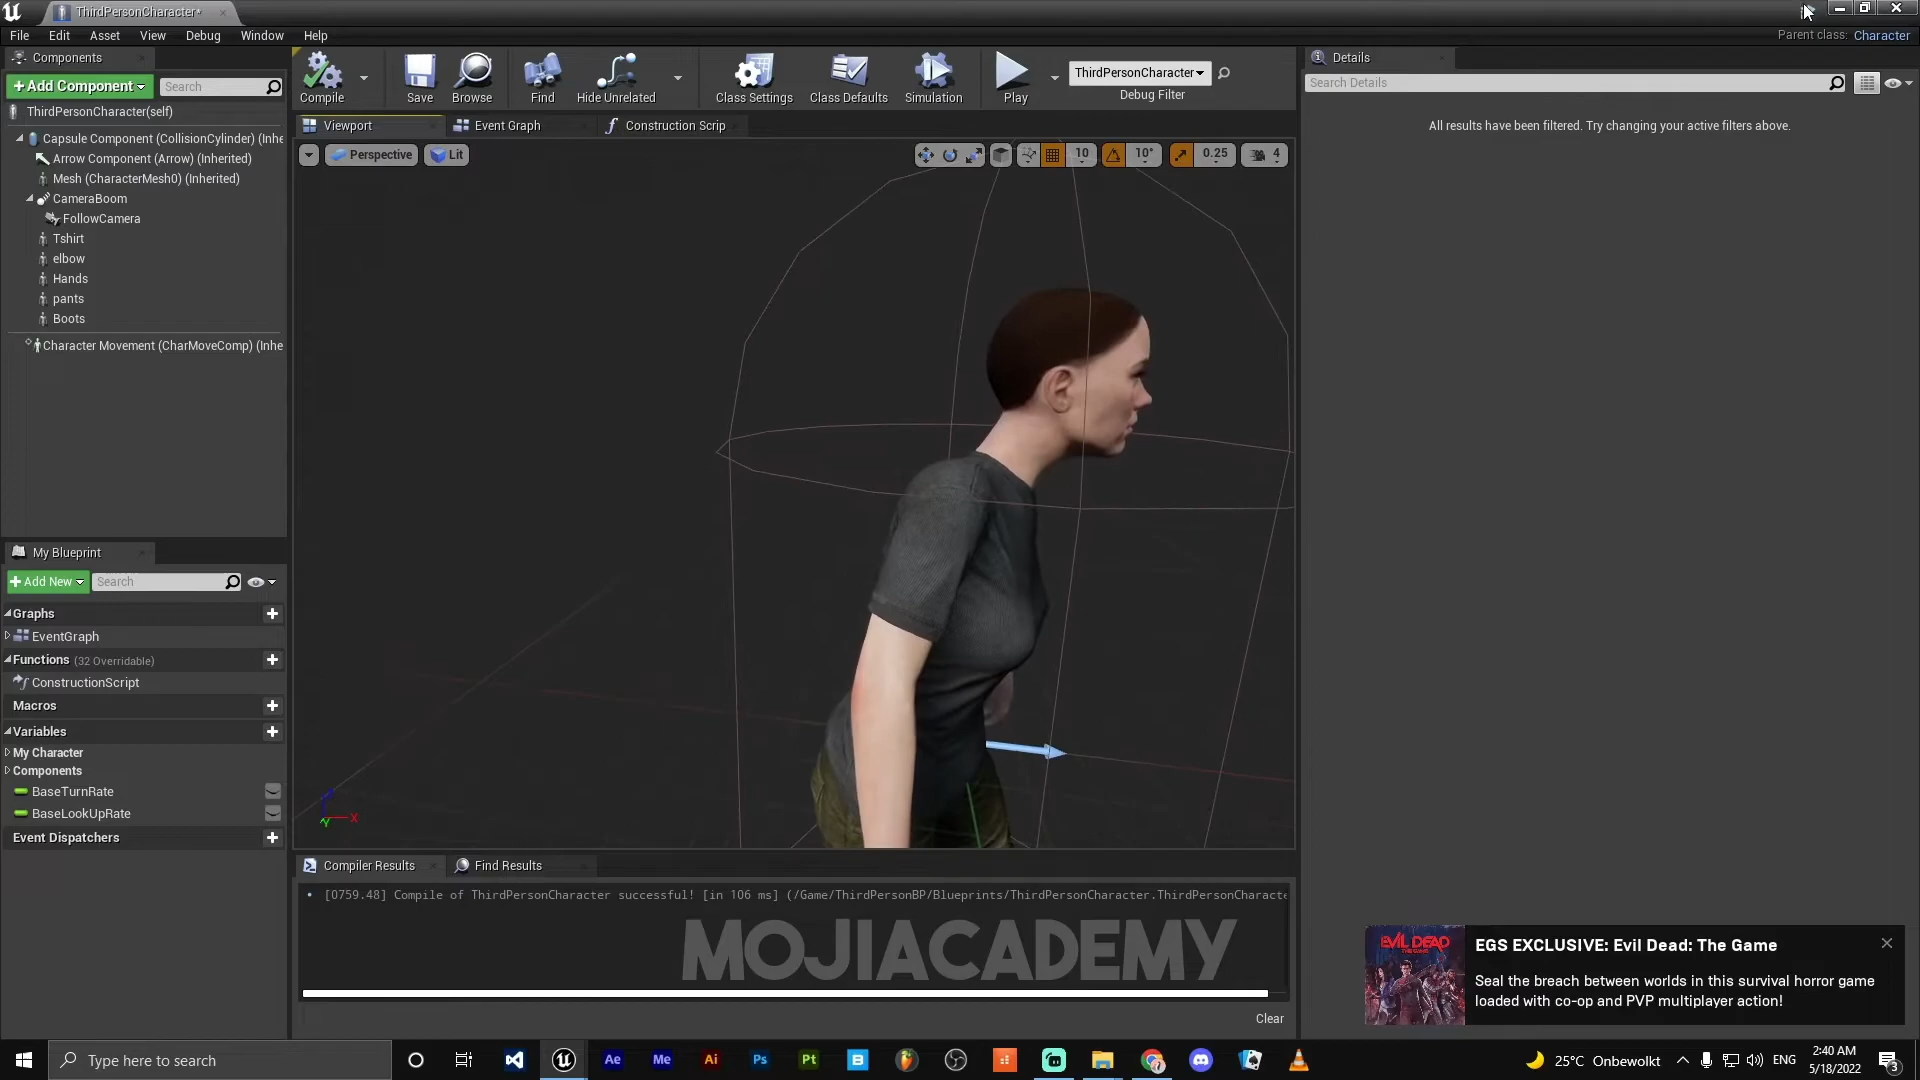 ThirdPersonCharacter*
File Edit Asset View Debug Window Help
Parent class: Character
Components
+Add Component
Search
ThirdPersonCharacter(self)
Capsule Component (CollisionCylinder) (Inhe
Arrow Component (Arrow) (Inherited)
Mesh (CharacterMesh0) (Inherited)
CameraBoom
FollowCamera
Tshirt
elbow
Hands
pants
Boots
Character Movement (CharMoveComp) (Inhe
My Blueprint
+Add New
Search
Graphs
EventGraph
Functions (32 Overridable)
ConstructionScript
Macros
Variables
My Character
Components
BaseTurnRate
BaseLookUpRate
Event Dispatchers
Compile Save Browse Find Hide Unrelated Class Settings Class Defaults Simulation Play
ThirdPersonCharacter
Debug Filter
Viewport Event Graph Construction Scrip
Perspective Lit 10 10° 0.25 4
X
Y
Compiler Results Find Results
[0759.48] Compile of ThirdPersonCharacter successful! [in 106 ms] (/Game/ThirdPersonBP/Blueprints/ThirdPersonCharacter.ThirdPersonCharacte
MOJIACADEMY
Clear
Details
Search Details
All results have been filtered. Try changing your active filters above.
EVIL DEAD
THE GAME
EGS EXCLUSIVE: Evil Dead: The Game
Seal the breach between worlds in this survival horror game
loaded with co-op and PVP multiplayer action!
Type here to search
Ae Me Ai Ps Pt
25°C Onbewolkt
ENG
2:40 AM
5/18/2022
3